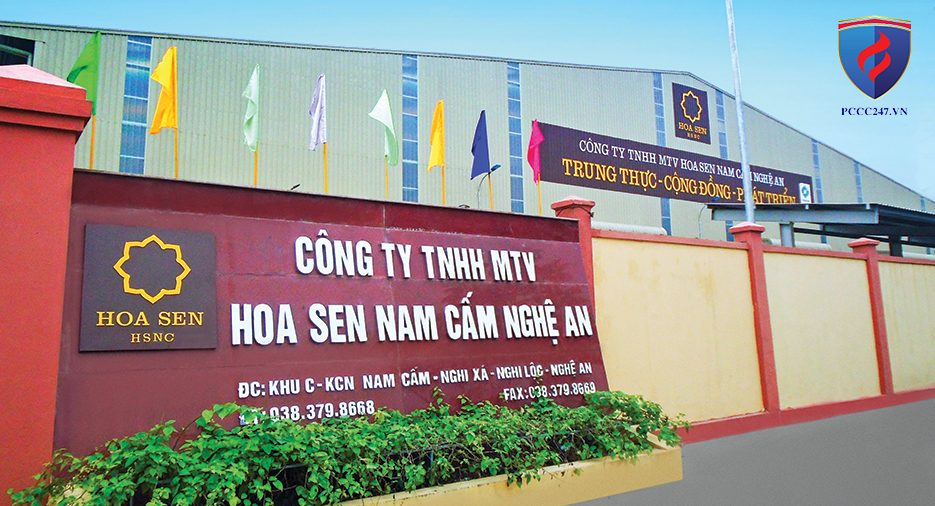 PCCC247.VN
HOA SEN
HSNC
CÔNG TY TNHH MTV HOA SEN NAM CẤM NGHỆ AN
TRUNG THỰC-CỘNG ĐỒNG-PHÁT TRIỂN
HOA SEN
HSNC
CÔNG TY TNHH MTV
HOA SEN NAM CẤM NGHỆ AN
ĐC: KHU C-KCN NAM CẤM-NGHI XÁ-NGHI LỘC-NGHỆ AN
038.379.8668 FAX:038.379.8669